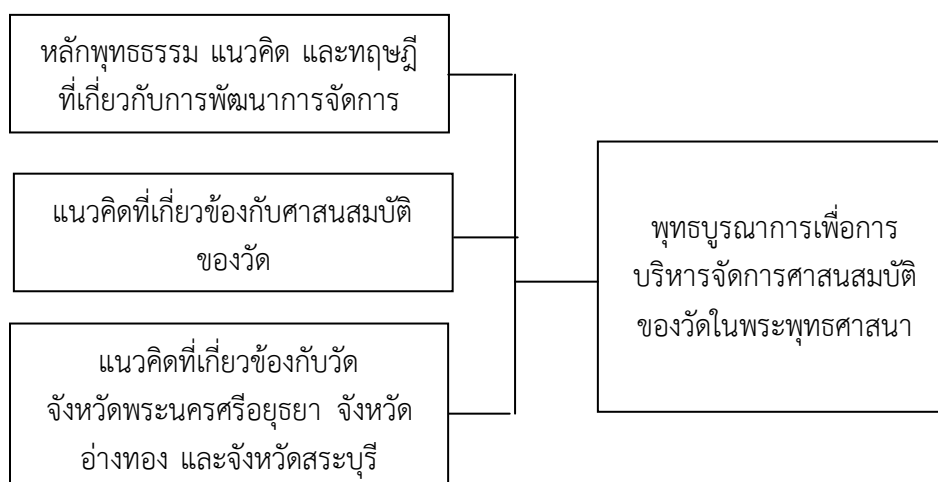 หลักพุทธธรรม แนวคิด และทฤษฎี
ที่เกี่ยวกับการพัฒนาการจัดการ
แนวคิดที่เกี่ยวข้องกับศาสนสมบัติ
ของวัด
แนวคิดที่เกี่ยวข้องกับวัด
จังหวัดพระนครศรีอยุธยา จังหวัด
อ่างทอง และจังหวัดสระบุรี
พุทธบูรณาการเพื่อการ
บริหารจัดการศาสนสมบัติ
ของวัดในพระพุทธศาสนา